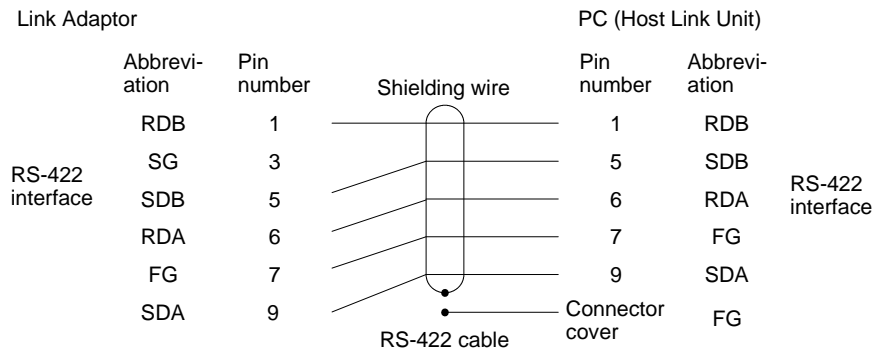 Link Adaptor PC (Host Link Unit)
Abbrevi- Pin Pin Abbrevi-
ation number Shielding wire number ation
RDB 1 1 RDB
SG 3 5 SDB
RS-422 interface SDB 5 6 RDA RS-422 interface
RDA 6 7 FG
FG 7 9 SDA
SDA 9 Connector cover FG
RS-422 cable